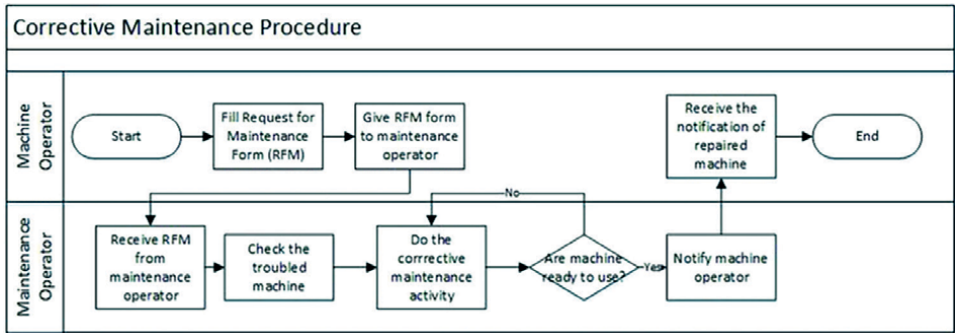 Corrective Maintenance Procedure
Machine
Operator
Start
Fill Request for
Maintenance
Form (RFM)
Give RFM form
to maintenance
operator
Receive the
notification of
repaired
machine
End
No
Maintenance
Operator
Receive RFM
from
maintenance
operator
Check the
troubled
machine
Do the
corrrective
maintenance
activity
Are machine
ready to use?
Yes
Notify machine
operator